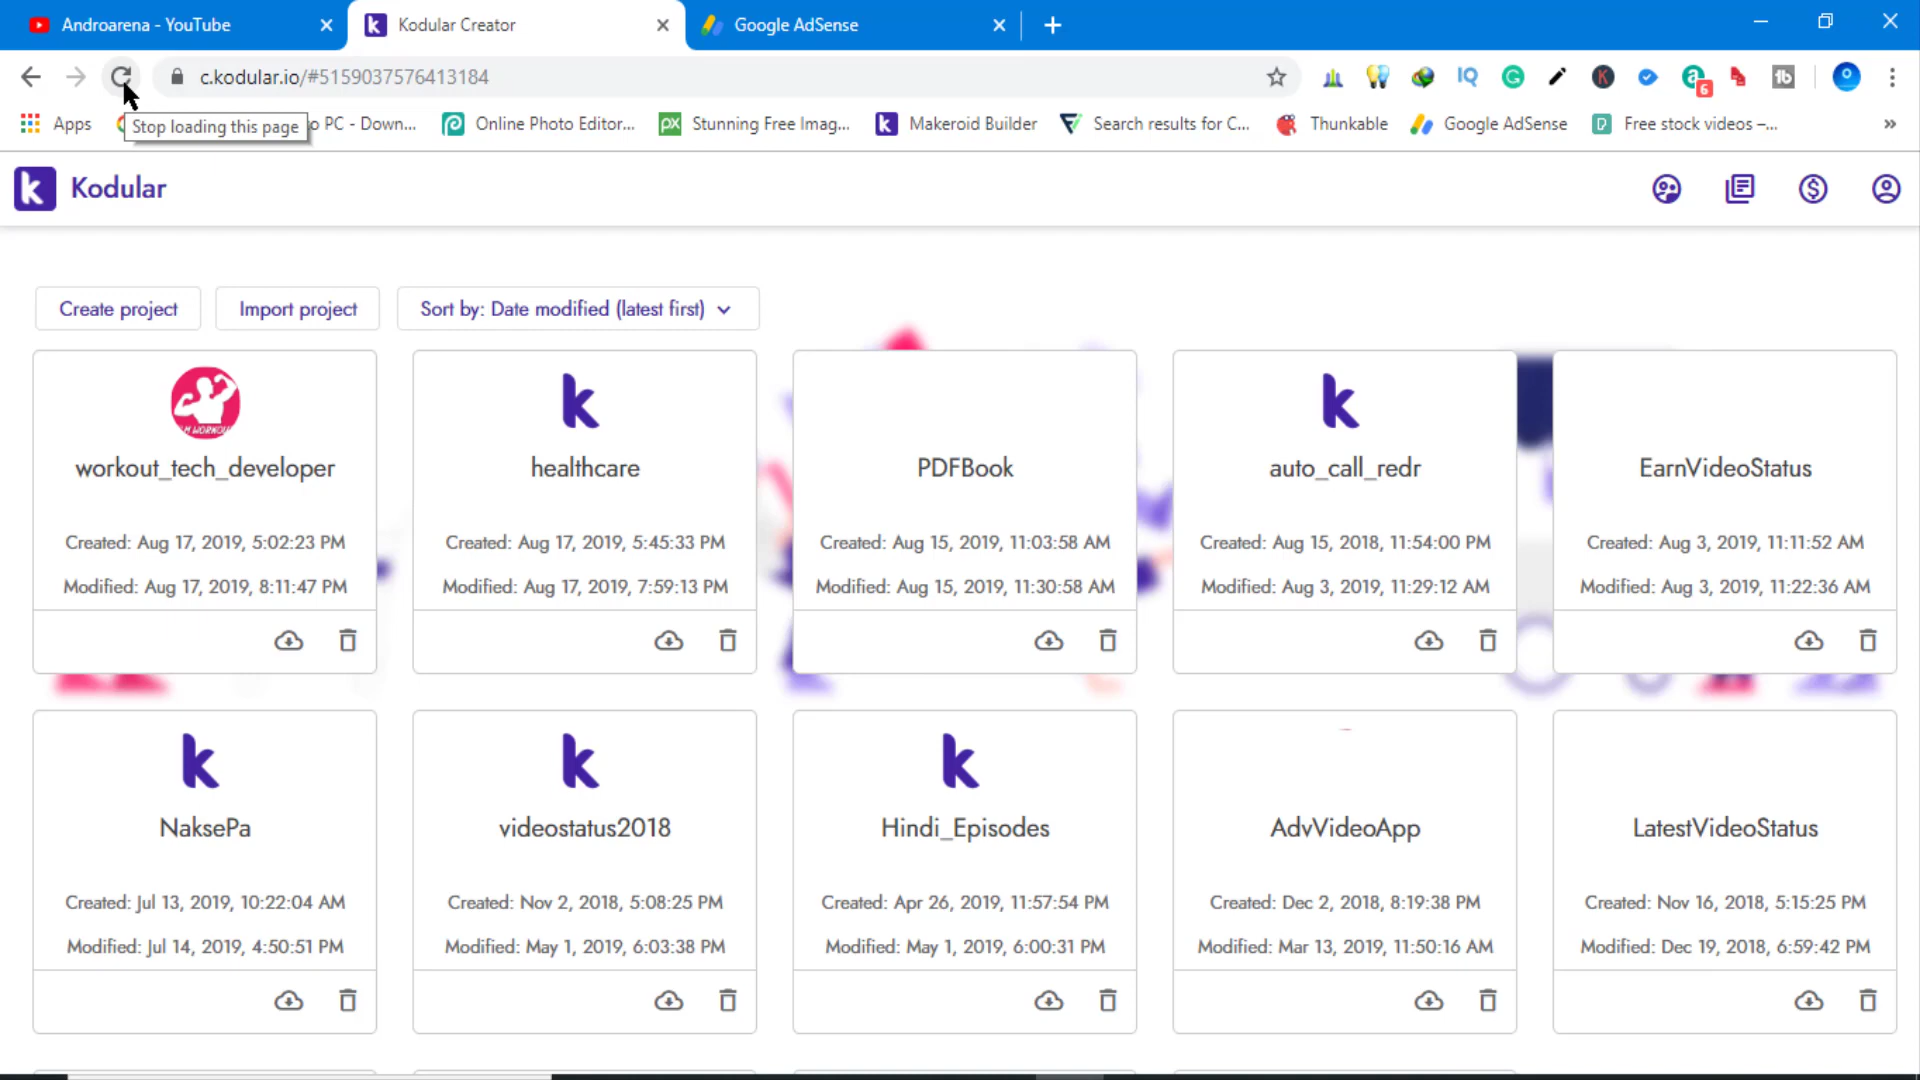 Androarena - YouTube
Kodular Creator
Google AdSense
c.kodular.io/#5159037576413184
Stop loading this page
Apps
o PC - Down...
Online Photo Editor...
px
Stunning Free Imag...
Makeroid Builder
Search results for C...
Thunkable
Google AdSense
Free stock videos –...
IQ
6
Kodular
Create project
Import project
Sort by: Date modified (latest first)
workout_tech_developer
Created: Aug 17, 2019, 5:02:23 PM
Modified: Aug 17, 2019, 8:11:47 PM
healthcare
Created: Aug 17, 2019, 5:45:33 PM
Modified: Aug 17, 2019, 7:59:13 PM
PDFBook
Created: Aug 15, 2019, 11:03:58 AM
Modified: Aug 15, 2019, 11:30:58 AM
auto_call_redr
Created: Aug 15, 2018, 11:54:00 PM
Modified: Aug 3, 2019, 11:29:12 AM
EarnVideoStatus
Created: Aug 3, 2019, 11:11:52 AM
Modified: Aug 3, 2019, 11:22:36 AM
NaksePa
Created: Jul 13, 2019, 10:22:04 AM
Modified: Jul 14, 2019, 4:50:51 PM
videostatus2018
Created: Nov 2, 2018, 5:08:25 PM
Modified: May 1, 2019, 6:03:38 PM
Hindi_Episodes
Created: Apr 26, 2019, 11:57:54 PM
Modified: May 1, 2019, 6:00:31 PM
AdvVideoApp
Created: Dec 2, 2018, 8:19:38 PM
Modified: Mar 13, 2019, 11:50:16 AM
LatestVideoStatus
Created: Nov 16, 2018, 5:15:25 PM
Modified: Dec 19, 2018, 6:59:42 PM